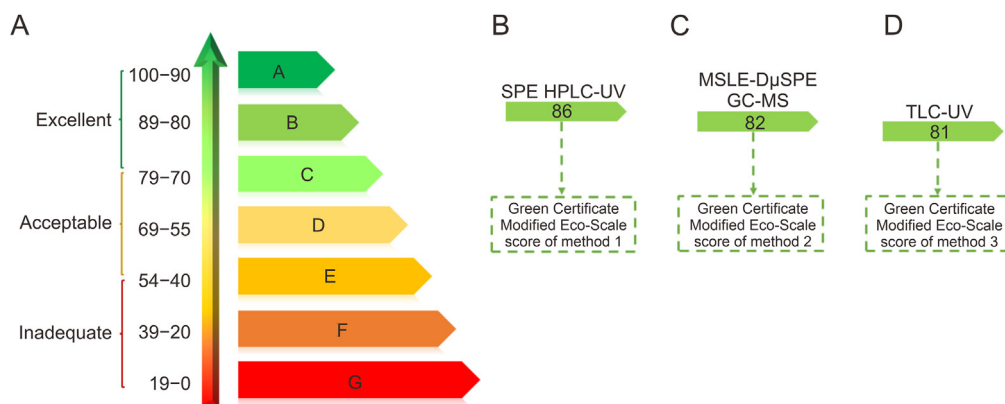 A
100–90
89–80
79–70
69–55
54–40
39–20
19–0
Excellent
Acceptable
Inadequate
A
B
C
D
E
F
G
B
SPE HPLC-UV
86
Green Certificate
Modified Eco-Scale
score of method 1
C
MSLE-DµSPE
GC-MS
82
Green Certificate
Modified Eco-Scale
score of method 2
D
TLC-UV
81
Green Certificate
Modified Eco-Scale
score of method 3